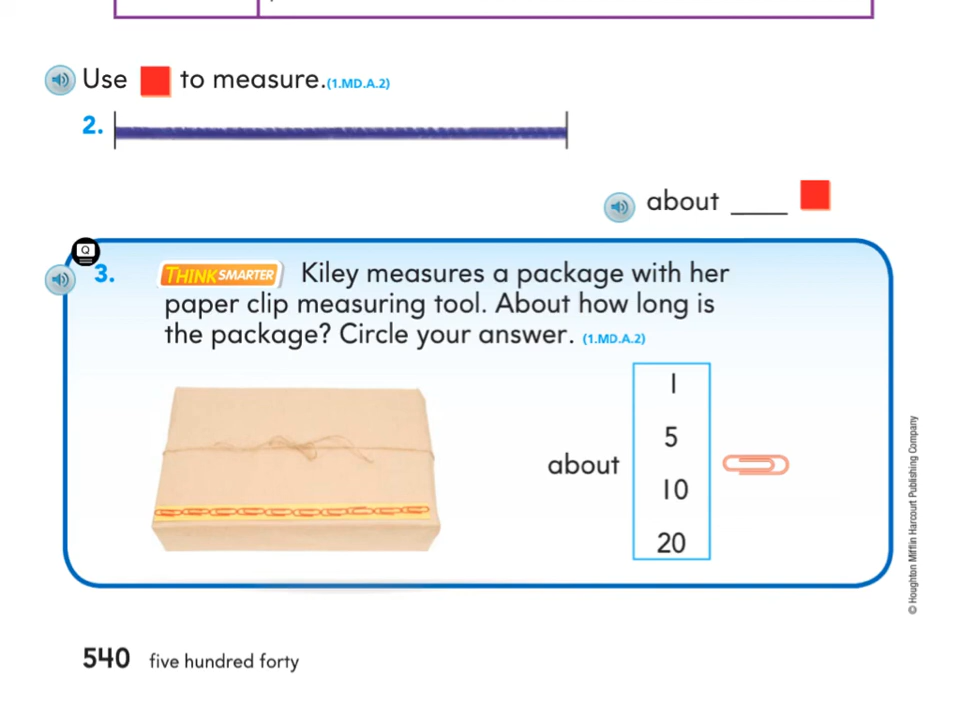 Use to measure.(1.MD.A.2)
2.
about ____
Q
3. THINK SMARTER Kiley measures a package with her
paper clip measuring tool. About how long is
the package? Circle your answer. (1.MD.A.2)
1
5
about
10
20
© Houghton Mifflin Harcourt Publishing Company
540 five hundred forty